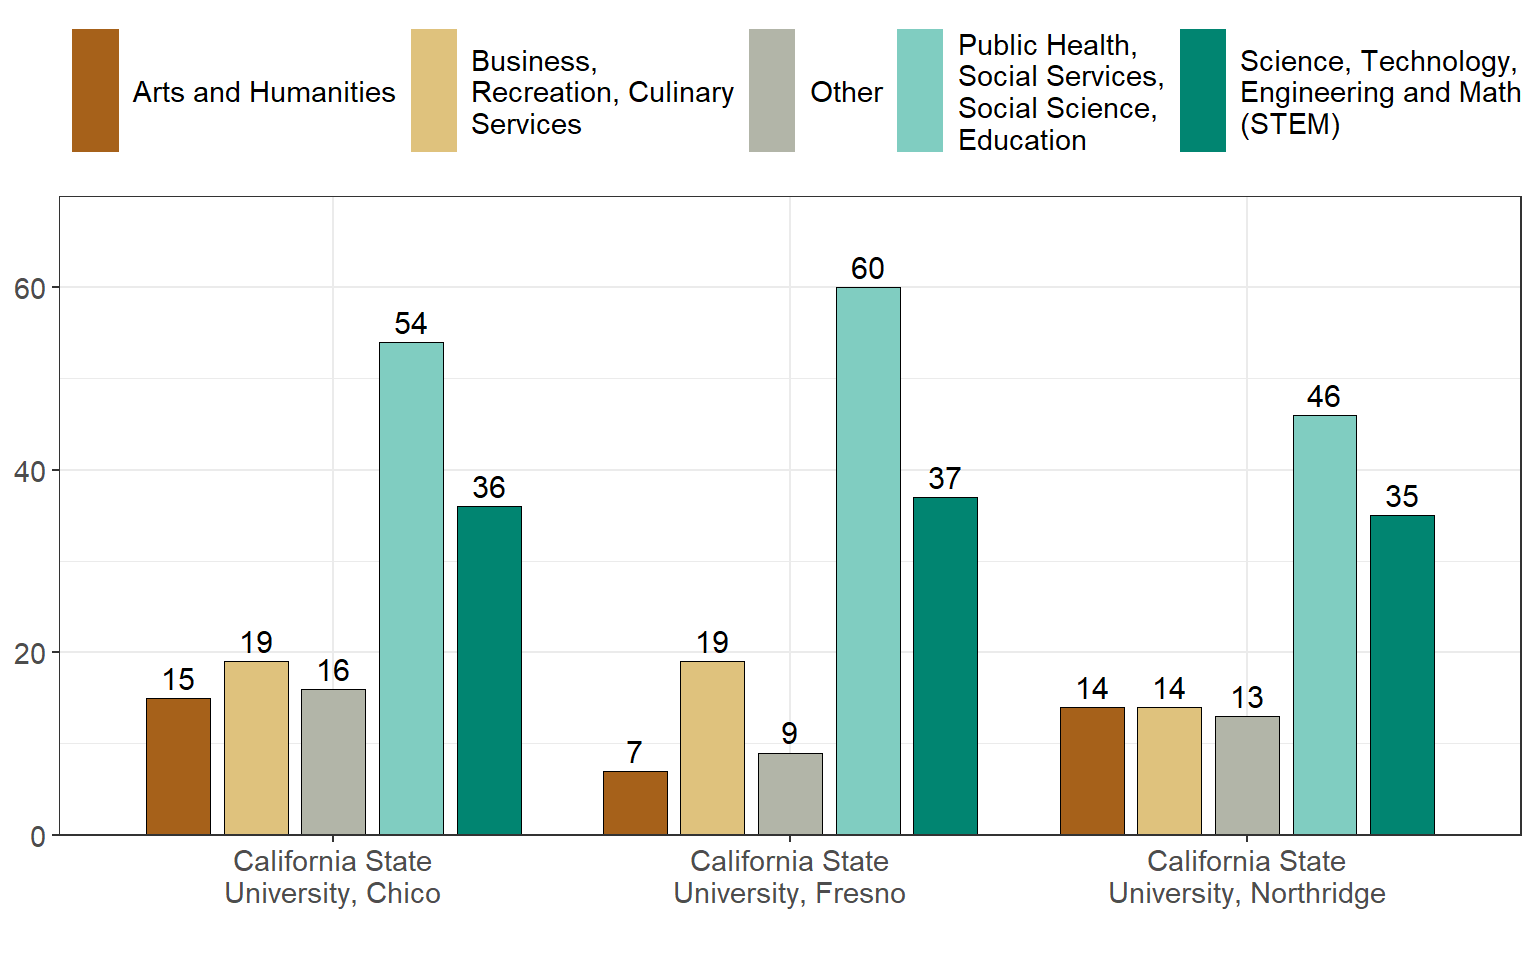 Arts and Humanities
Business,
Recreation, Culinary
Services
Other
Public Health,
Social Services,
Social Science,
Education
Science, Technology,
Engineering and Math
(STEM)
60
40
20
0
15
19
16
54
36
7
19
9
60
37
14
14
13
46
35
California State
University, Chico
California State
University, Fresno
California State
University, Northridge